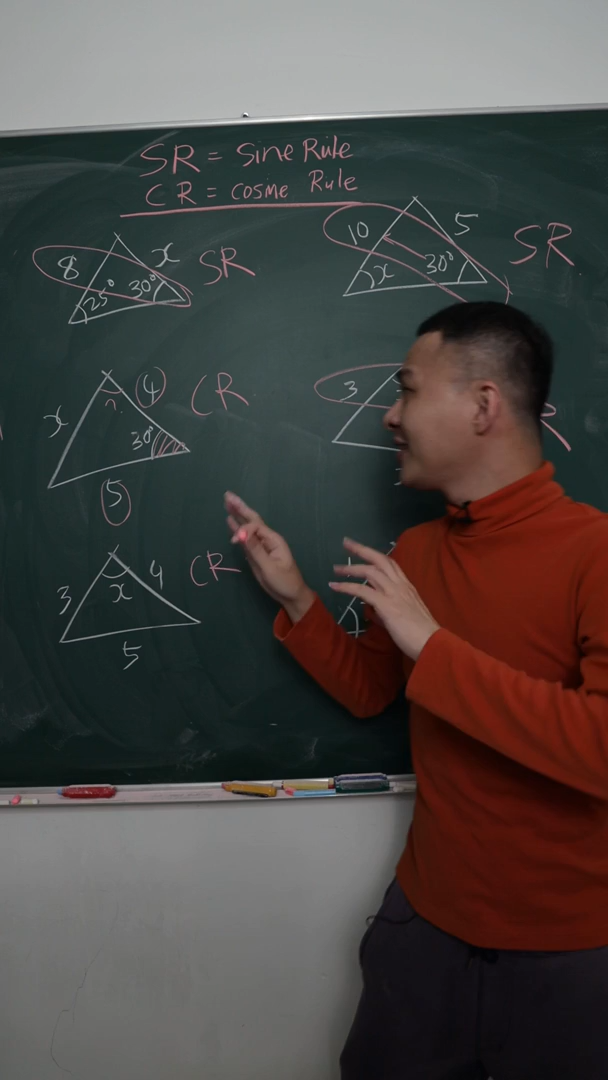 SR = Sine Rule
CR = cosine Rule
8 x SR
25° 30°
10 5 SR
x 30°
? 4 CR
x 30°
5
3
3 4 CR
x
5